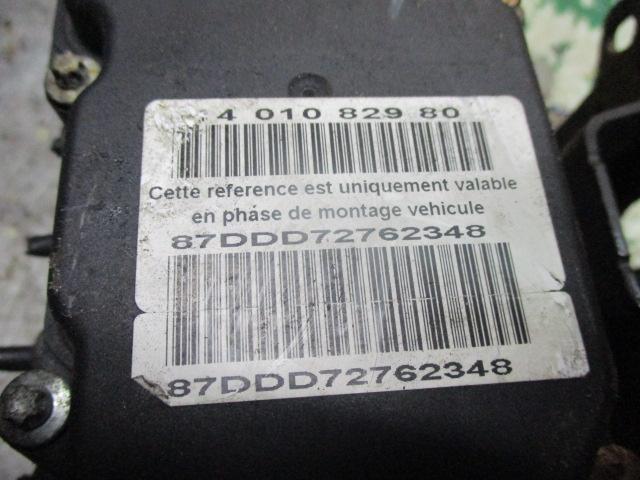 4 010 829 80
Cette reference est uniquement valable
en phase de montage vehicule
87DDD72762348
87DDD72762348